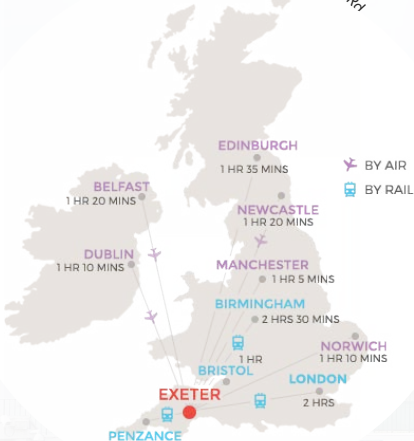 Rd
EDINBURGH
1 HR 35 MINS
BY AIR
BY RAIL
BELFAST
1 HR 20 MINS
NEWCASTLE
1 HR 20 MINS
DUBLIN
1 HR 10 MINS
MANCHESTER
1 HR 5 MINS
BIRMINGHAM
2 HRS 30 MINS
NORWICH
1 HR 10 MINS
1 HR
BRISTOL
LONDON
2 HRS
EXETER
PENZANCE